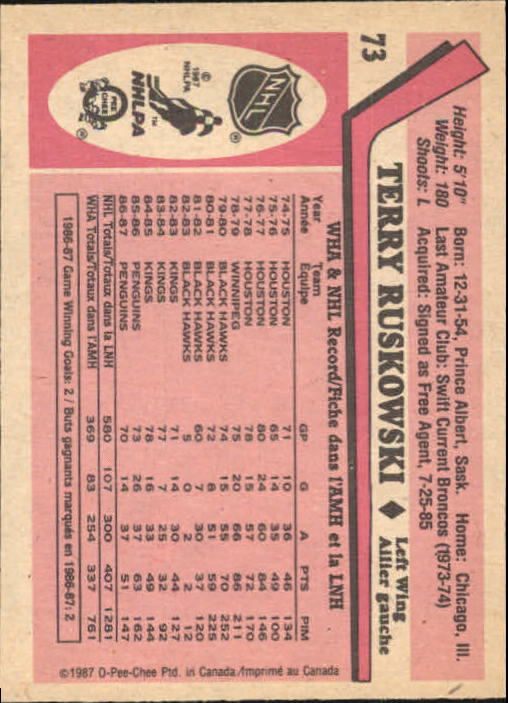 73
Height: 5'10" Born: 12-31-54, Prince Albert, Sask. Home: Chicago, Ill.
Weight: 180 Last Amateur Club: Swift Current Broncos (1973-74)
Shoots: L Acquired: Signed as Free Agent, 7-25-85
TERRY RUSKOWSKI ◆ Left Wing
Ailier gauche
NHL ®
© 1987 NHLPA
NHLPA ™
O PEE CHEE
WHA & NHL Record/Fiche dans l'AMH et la LNH
Year Team GP G A PTS PIM
Année Équipe
74-75 HOUSTON 71 10 36 46 134
75-76 HOUSTON 65 14 35 49 100
76-77 HOUSTON 80 24 60 84 146
77-78 HOUSTON 78 15 57 72 170
78-79 WINNIPEG 75 20 66 86 211
79-80 BLACK HAWKS 74 15 55 70 252
80-81 BLACK HAWKS 72 8 51 59 225
81-82 BLACK HAWKS 60 7 30 37 120
82-83 BLACK HAWKS 5 0 2 2 12
82-83 KINGS 71 14 30 44 127
83-84 KINGS 77 7 25 32 92
84-85 KINGS 78 16 33 49 144
85-86 PENGUINS 73 26 37 63 162
86-87 PENGUINS 70 14 37 51 147
NHL Totals/Totaux dans la LNH 580 107 300 407 1281
WHA Totals/Totaux dans l'AMH 369 83 254 337 761
1986-87 Game Winning Goals: 2 / Buts gagnants marqués en 1986-87: 2
©1987 O-Pee-Chee Ptd. in Canada/Imprimé au Canada